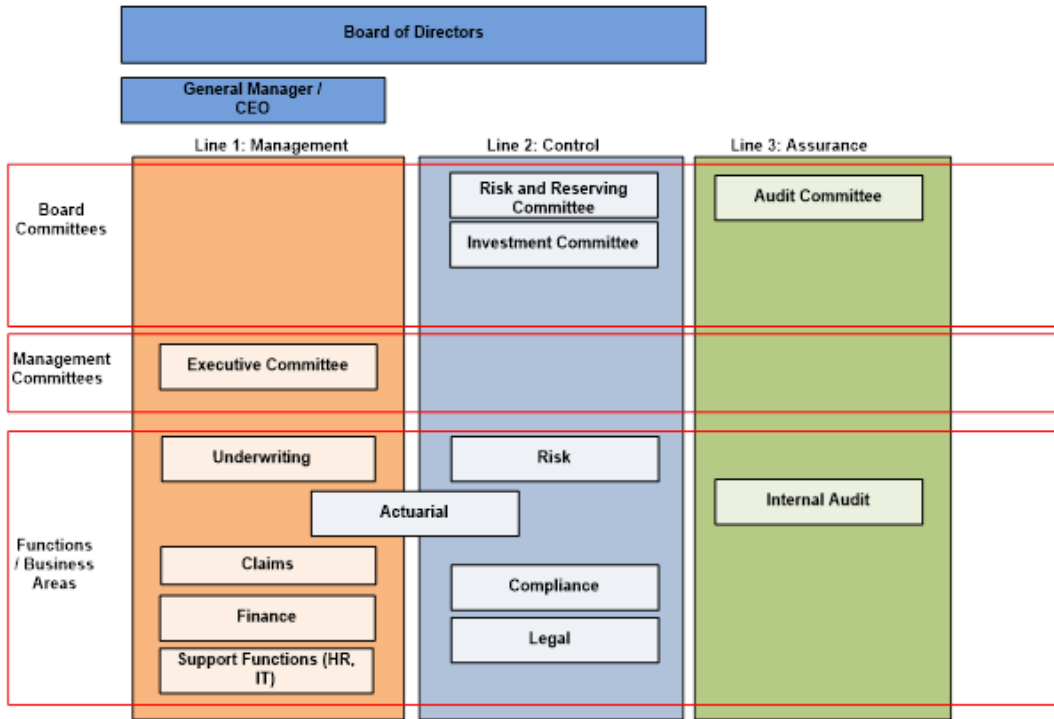 Board of Directors
General Manager /
CEO
Line 1: Management
Line 2: Control
Line 3: Assurance
Board
Committees
Risk and Reserving
Committee
Investment Committee
Audit Committee
Management
Committees
Executive Committee
Functions
/ Business
Areas
Underwriting
Risk
Actuarial
Internal Audit
Claims
Compliance
Finance
Legal
Support Functions (HR,
IT)